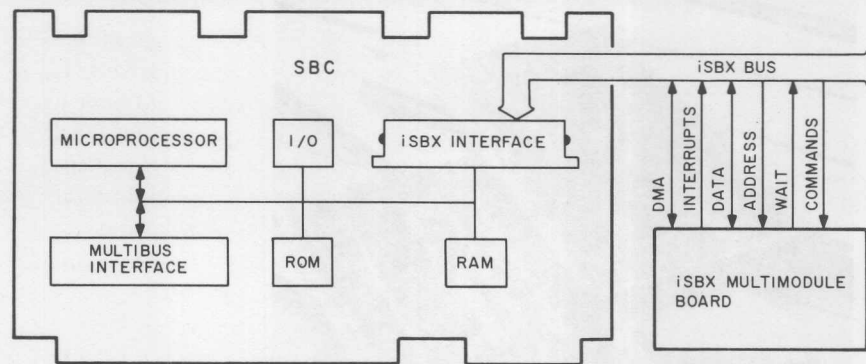 SBC
iSBX BUS
MICROPROCESSOR
I/O
iSBX INTERFACE
DMA
INTERRUPTS
DATA
ADDRESS
WAIT
COMMANDS
MULTIBUS
INTERFACE
ROM
RAM
iSBX MULTIMODULE
BOARD